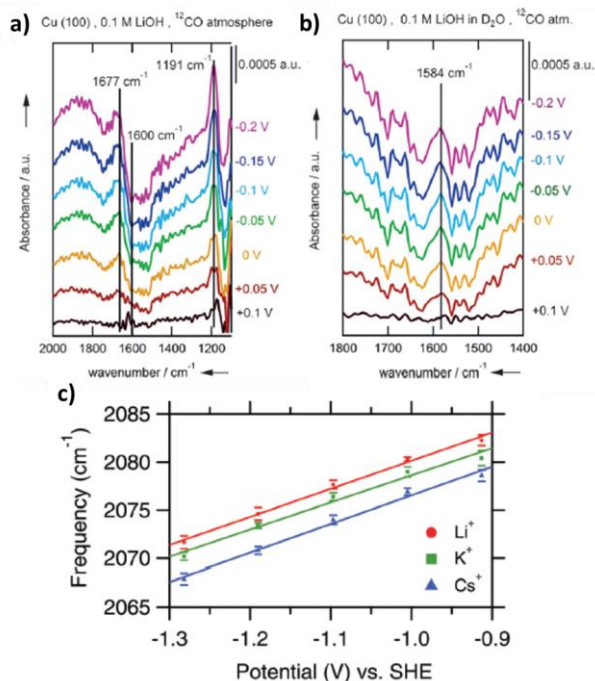 a)
Cu (100) , 0.1 M LiOH , ¹²CO atmosphere
1677 cm⁻¹
1191 cm⁻¹
1600 cm⁻¹
0.0005 a.u.
-0.2 V
-0.15 V
-0.1 V
-0.05 V
0 V
+0.05 V
+0.1 V
Absorbance / a.u.
2000 1800 1600 1400 1200
wavenumber / cm⁻¹
b)
Cu (100) , 0.1 M LiOH in D₂O , ¹²CO atm.
1584 cm⁻¹
0.0005 a.u.
-0.2 V
-0.15 V
-0.1 V
-0.05 V
0 V
+0.05 V
+0.1 V
Absorbance / a.u.
1800 1700 1600 1500 1400
wavenumber / cm⁻¹
c)
Frequency (cm⁻¹)
2085
2080
2075
2070
2065
Li⁺
K⁺
Cs⁺
-1.3 -1.2 -1.1 -1.0 -0.9
Potential (V) vs. SHE